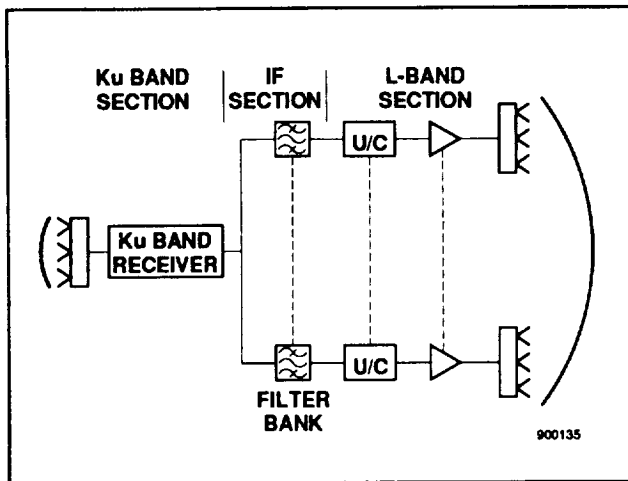 Ku BAND SECTION
IF SECTION
L-BAND SECTION
U/C
Ku BAND RECEIVER
U/C
FILTER BANK
900135